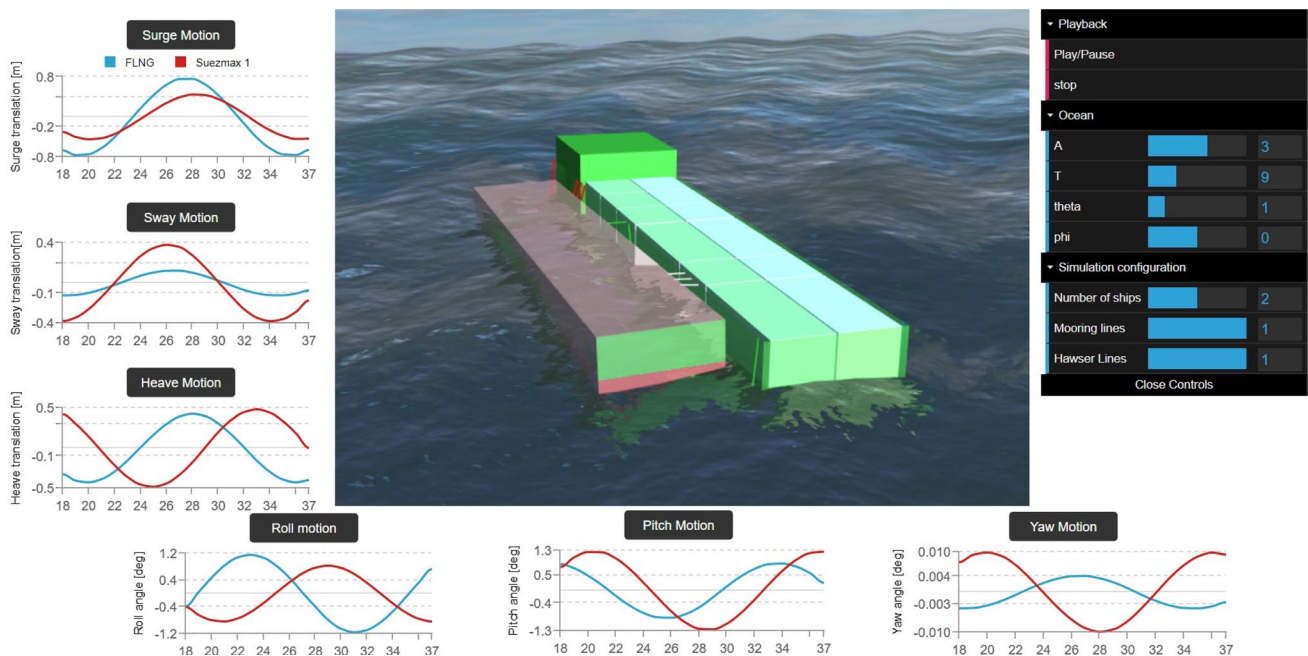 Surge Motion
FLNG Suezmax 1
Surge translation [m]
0.8
-0.2
-0.8
18 20 22 24 26 28 30 32 34 37
Sway Motion
Sway translation[m]
0.4
-0.1
-0.4
18 20 22 24 26 28 30 32 34 37
Heave Motion
Heave translation [m]
0.5
-0.1
-0.5
18 20 22 24 26 28 30 32 34 37
Playback
Play/Pause
stop
Ocean
A 3
T 9
theta 1
phi 0
Simulation configuration
Number of ships 2
Mooring lines 1
Hawser Lines 1
Close Controls
Roll motion
Roll angle [deg]
1.2
0.4
-0.4
-1.2
18 20 22 24 26 28 30 32 34 37
Pitch Motion
Pitch angle [deg]
1.3
0.5
-0.4
-1.3
18 20 22 24 26 28 30 32 34 37
Yaw Motion
Yaw angle [deg]
0.010
0.004
-0.003
-0.010
18 20 22 24 26 28 30 32 34 37